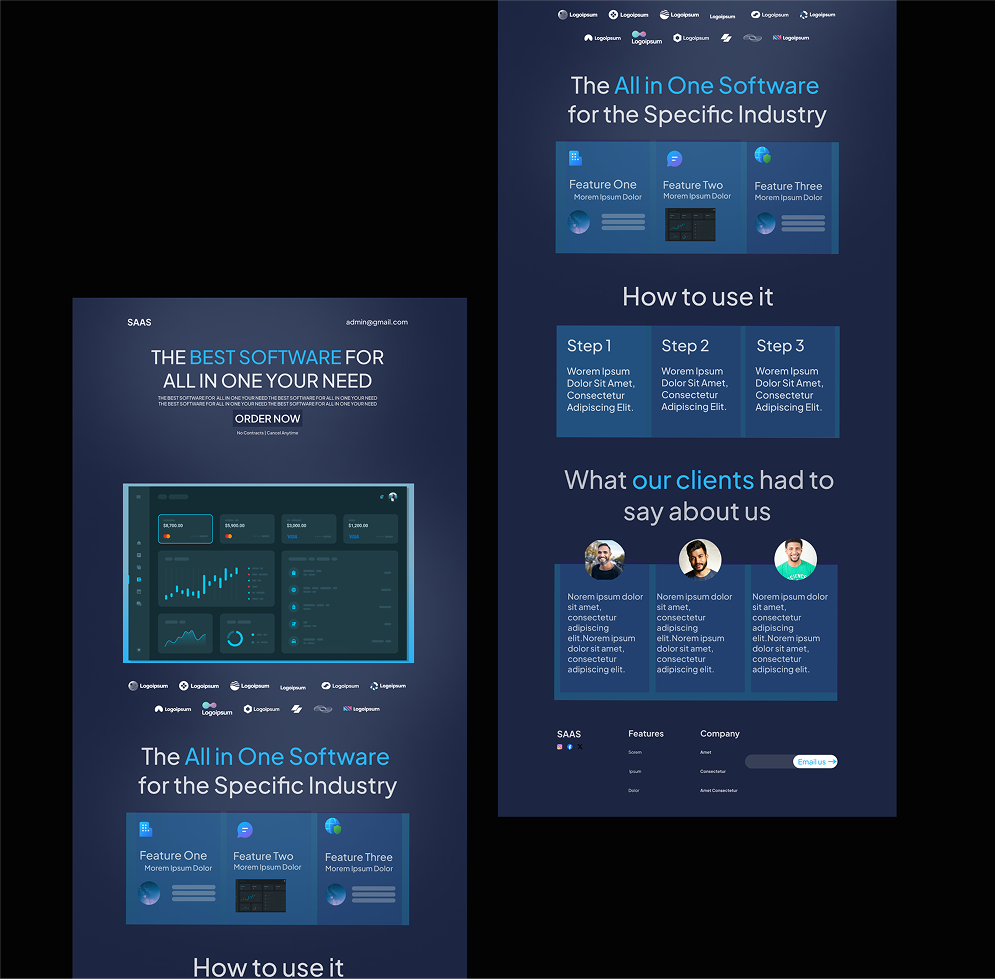 SAAS
admin@gmail.com
THE BEST SOFTWARE FOR
ALL IN ONE YOUR NEED
THE BEST SOFTWARE FOR ALL IN ONE YOUR NEED THE BEST SOFTWARE FOR ALL IN ONE YOUR NEED
THE BEST SOFTWARE FOR ALL IN ONE YOUR NEED THE BEST SOFTWARE FOR ALL IN ONE YOUR NEED
ORDER NOW
No Contracts | Cancel Anytime
$8,700.00 $5,900.00 $3,000.00 $1,200.00
VISA VISA
Logoipsum Logoipsum Logoipsum Logoipsum Logoipsum Logoipsum
Logoipsum Logoipsum Logoipsum Logoipsum
The All in One Software
for the Specific Industry
Feature One
Morem Ipsum Dolor
Feature Two
Morem Ipsum Dolor
Feature Three
Morem Ipsum Dolor
How to use it
Logoipsum Logoipsum Logoipsum Logoipsum Logoipsum Logoipsum
Logoipsum Logoipsum Logoipsum Logoipsum
The All in One Software
for the Specific Industry
Feature One
Morem Ipsum Dolor
Feature Two
Morem Ipsum Dolor
Feature Three
Morem Ipsum Dolor
How to use it
Step 1
Worem Ipsum
Dolor Sit Amet,
Consectetur
Adipiscing Elit.
Step 2
Worem Ipsum
Dolor Sit Amet,
Consectetur
Adipiscing Elit.
Step 3
Worem Ipsum
Dolor Sit Amet,
Consectetur
Adipiscing Elit.
What our clients had to
say about us
Norem ipsum dolor
sit amet,
consectetur
adipiscing
elit.Norem ipsum
dolor sit amet,
consectetur
adipiscing elit.
Norem ipsum dolor
sit amet,
consectetur
adipiscing
elit.Norem ipsum
dolor sit amet,
consectetur
adipiscing elit.
Norem ipsum dolor
sit amet,
consectetur
adipiscing
elit.Norem ipsum
dolor sit amet,
consectetur
adipiscing elit.
SAAS
Features
Sorem
Ipsum
Dolor
Company
Amet
Consectetur
Amet Consectetur
Email us